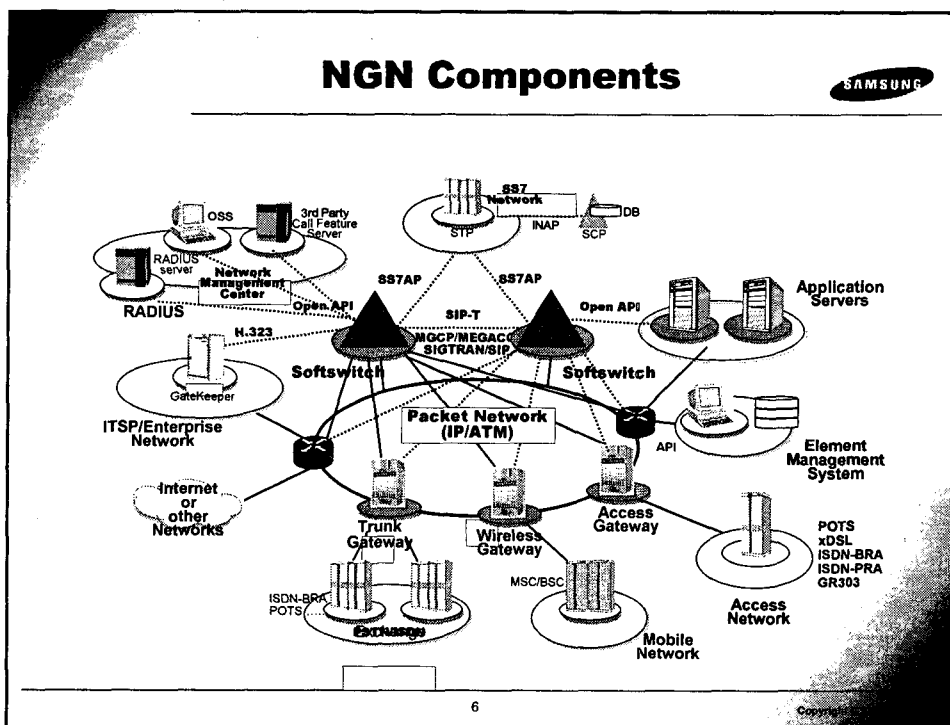 NGN Components
SAMSUNG
OSS
3rd Party
Call Feature
Server
RADIUS
server
Network
Management
Center
RADIUS
SS7
Network
STP
INAP
SCP
DB
SS7AP
SS7AP
Open API
SIP-T
Open API
Application
Servers
H.323
MGCP/MEGACO
SIGTRAN/SIP
Softswitch
Softswitch
GateKeeper
ITSP/Enterprise
Network
Packet Network
(IP/ATM)
API
Element
Management
System
Internet
or
other
Networks
Trunk
Gateway
Wireless
Gateway
Access
Gateway
POTS
xDSL
ISDN-BRA
ISDN-PRA
GR303
ISDN-BRA
POTS
MSC/BSC
Exchange
Mobile
Network
Access
Network
6
Copyright